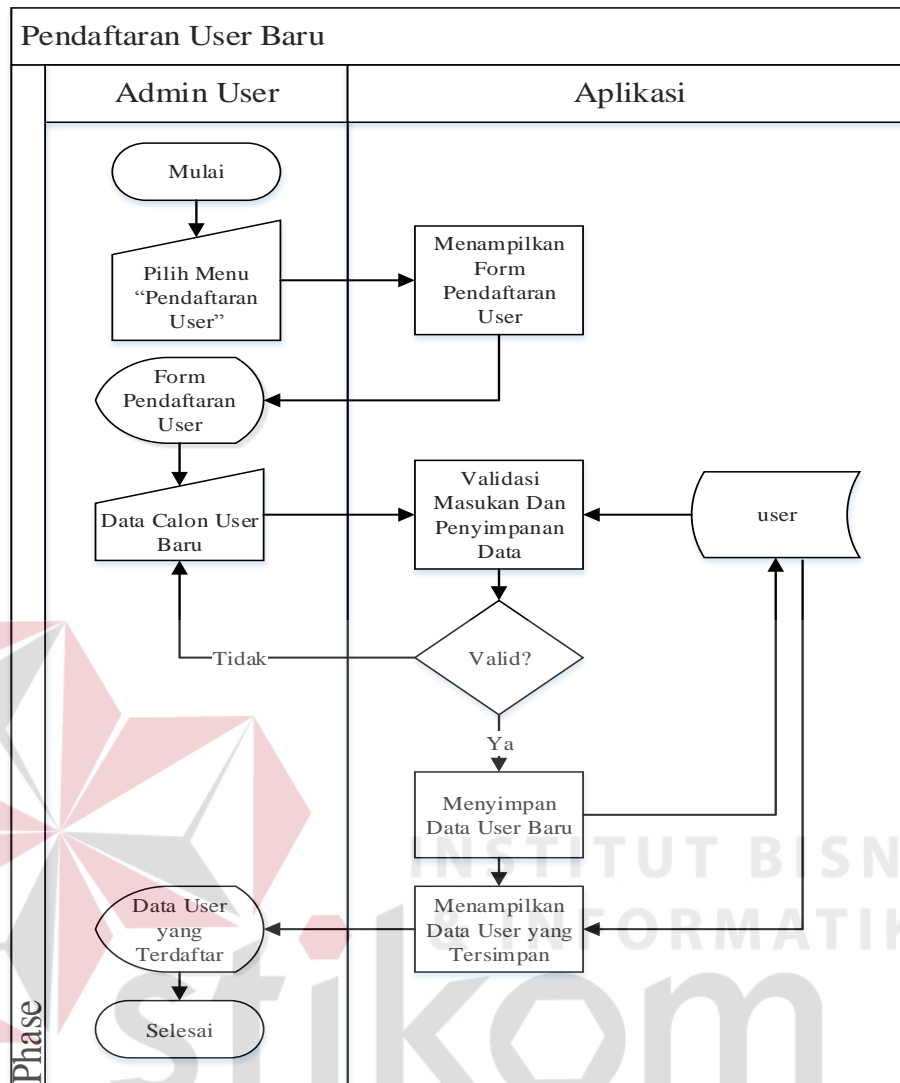 Pendaftaran User Baru
Admin User
Aplikasi
Mulai
Pilih Menu
“Pendaftaran
User”
Menampilkan
Form
Pendaftaran
User
Form
Pendaftaran
User
Data Calon User
Baru
Validasi
Masukan Dan
Penyimpanan
Data
user
Valid?
Tidak
Ya
Menyimpan
Data User Baru
Menampilkan
Data User yang
Tersimpan
Data User
yang
Terdaftar
Selesai
Phase
INSTITUT BISN
& INFORMATIK
stikom